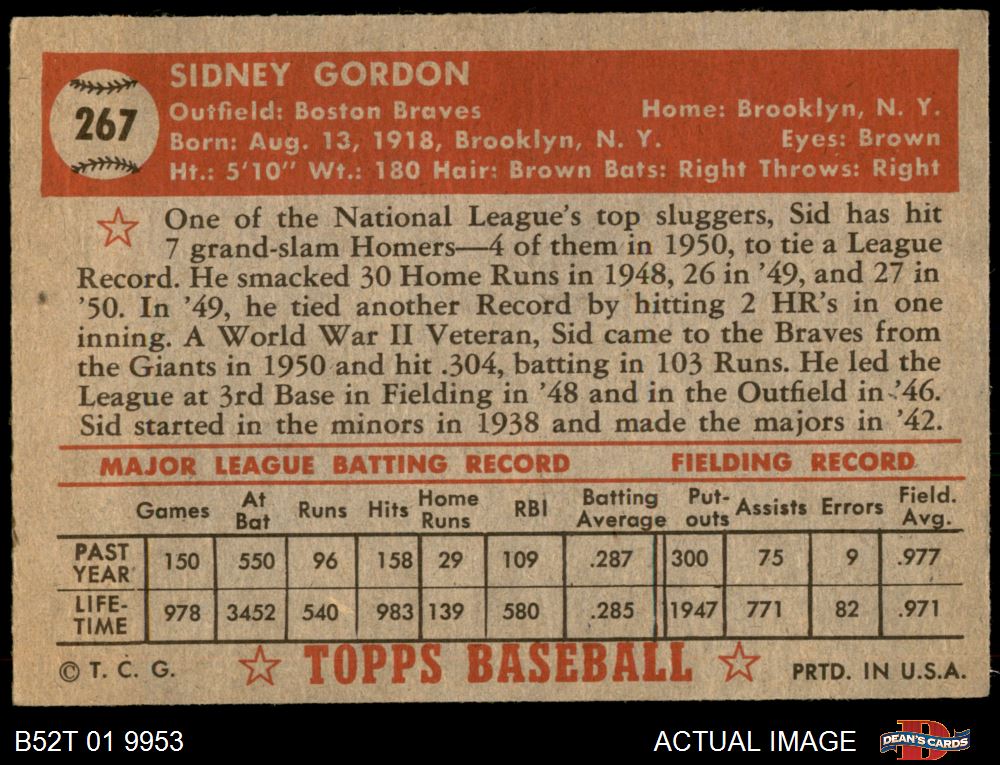 267
SIDNEY GORDON
Outfield: Boston Braves Home: Brooklyn, N. Y.
Born: Aug. 13, 1918, Brooklyn, N. Y. Eyes: Brown
Ht.: 5'10" Wt.: 180 Hair: Brown Bats: Right Throws: Right
One of the National League's top sluggers, Sid has hit
7 grand-slam Homers—4 of them in 1950, to tie a League
Record. He smacked 30 Home Runs in 1948, 26 in '49, and 27 in
'50. In '49, he tied another Record by hitting 2 HR's in one
inning. A World War II Veteran, Sid came to the Braves from
the Giants in 1950 and hit .304, batting in 103 Runs. He led the
League at 3rd Base in Fielding in '48 and in the Outfield in '46.
Sid started in the minors in 1938 and made the majors in '42.
MAJOR LEAGUE BATTING RECORD FIELDING RECORD
Games At Bat Runs Hits Home Runs RBI Batting Average Put-outs Assists Errors Field. Avg.
PAST YEAR 150 550 96 158 29 109 .287 300 75 9 .977
LIFE-TIME 978 3452 540 983 139 580 .285 1947 771 82 .971
© T. C. G. TOPPS BASEBALL PRTD. IN U.S.A.
B52T 01 9953 ACTUAL IMAGE DEAN'S CARDS